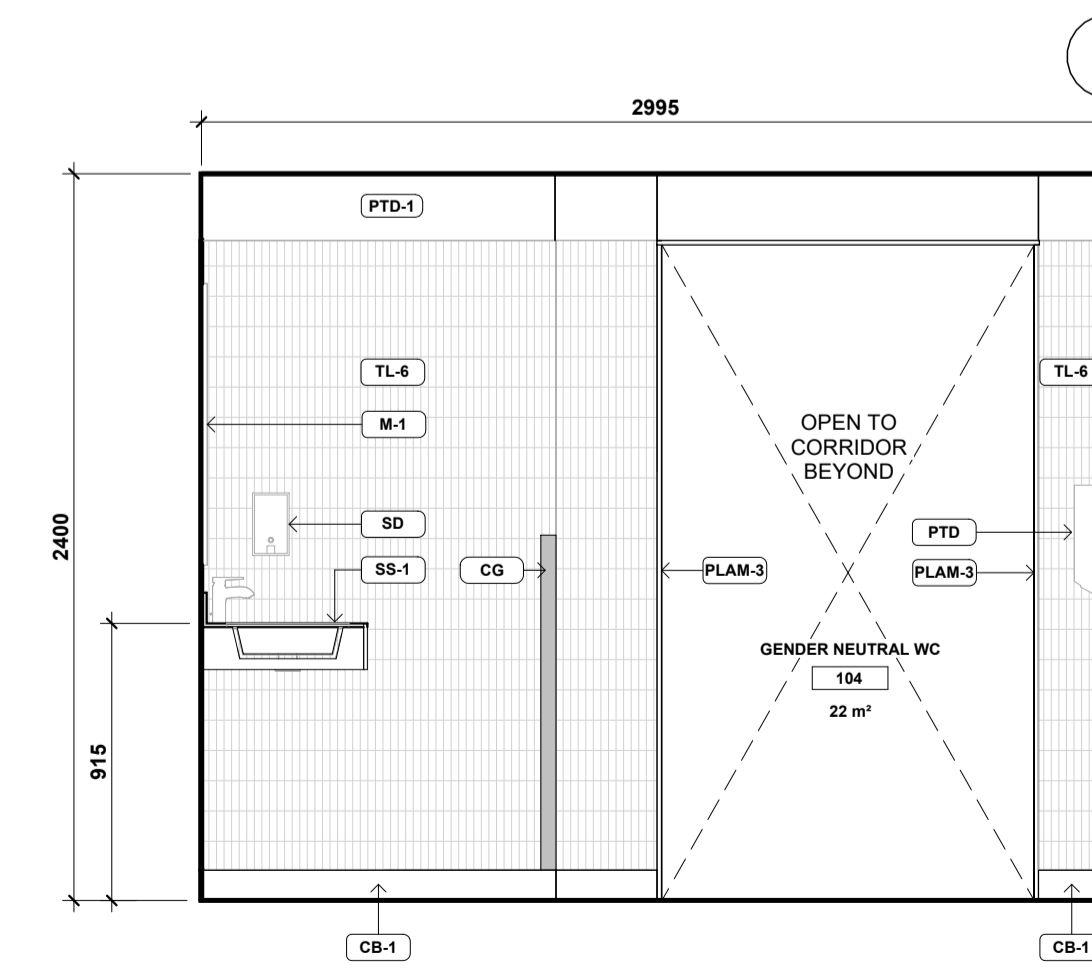 2995
PTD-1
TL-6
TL-6
M-1
OPEN TO
CORRIDOR
BEYOND
2400
SD
PTD
SS-1
CG
PLAM-3
PLAM-3
GENDER NEUTRAL WC
104
22 m²
915
CB-1
CB-1